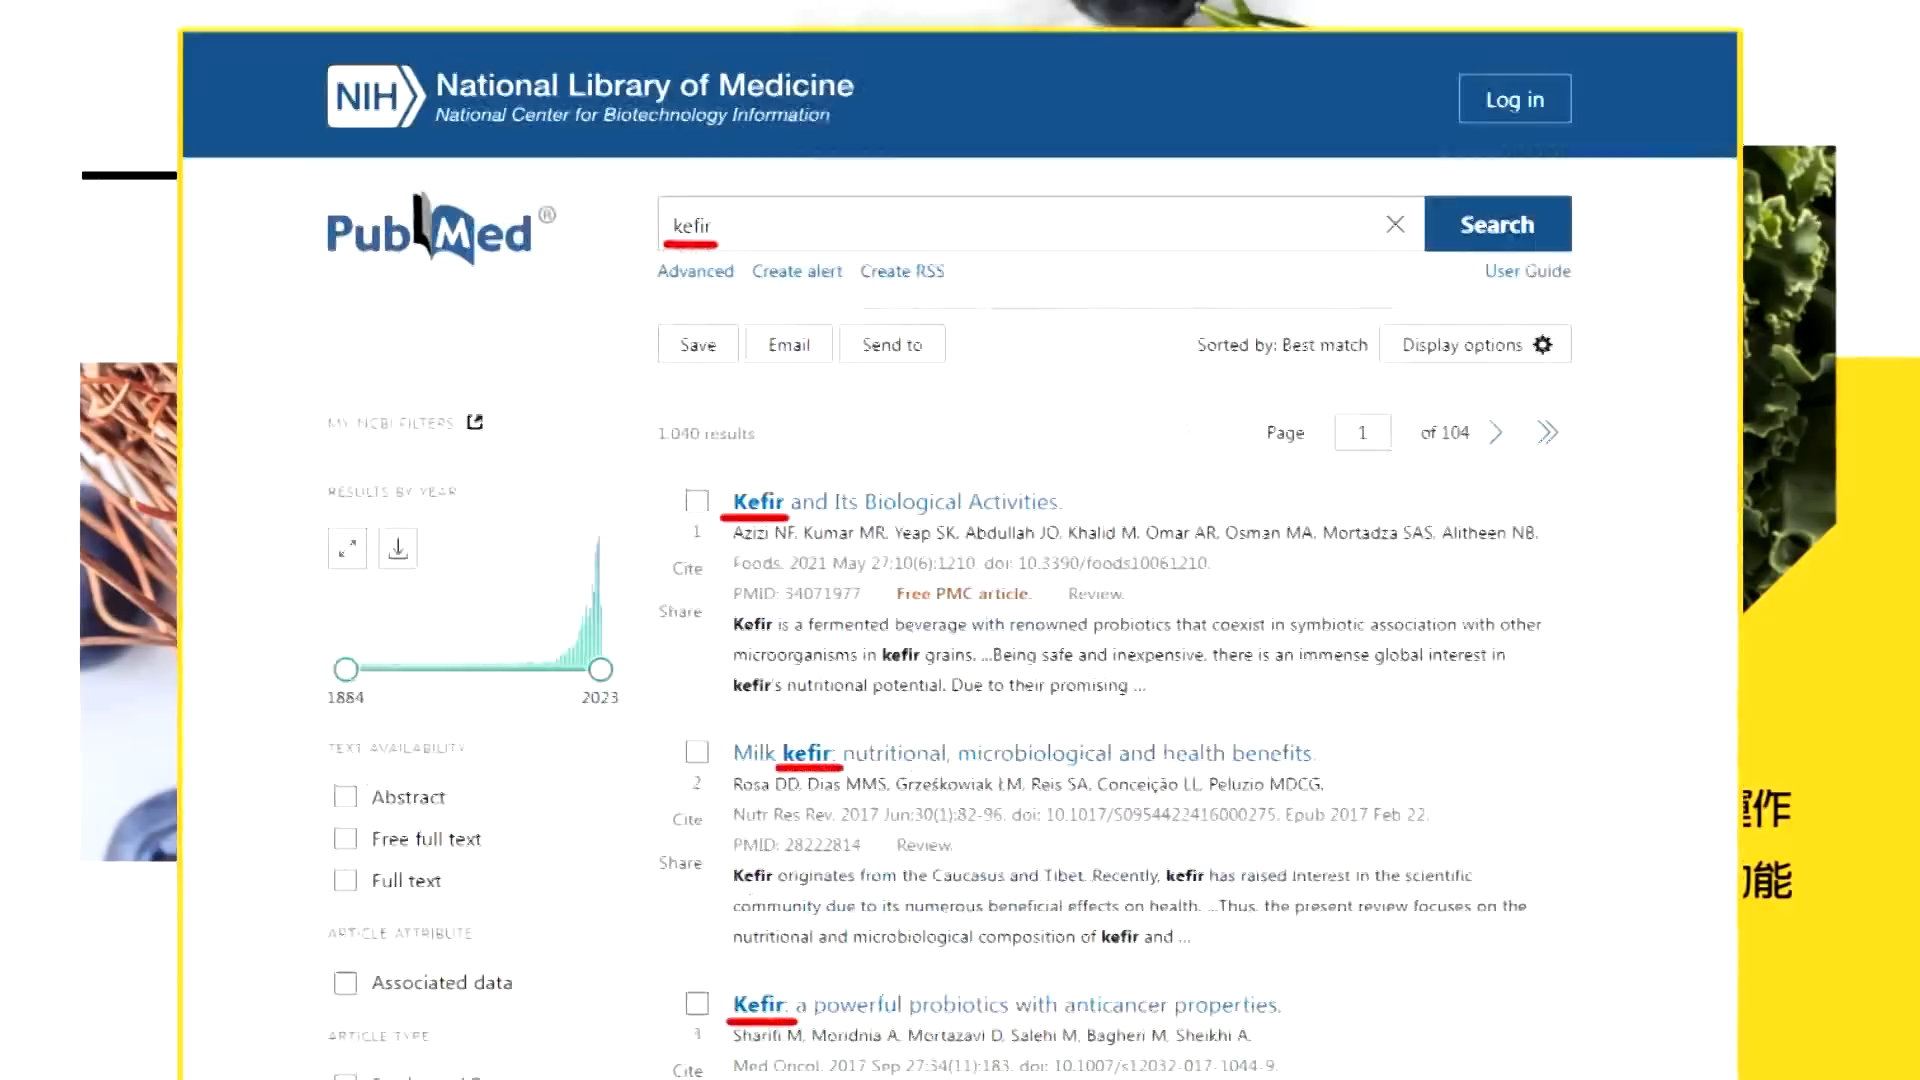 NIH National Library of Medicine
National Center for Biotechnology Information
Log in
PubMed®
kefir
Search
Advanced Create alert Create RSS
User Guide
Save Email Send to
Sorted by: Best match
Display options
MY NCBI FILTERS
1,040 results
Page 1 of 104
RESULTS BY YEAR
1884 2023
TEXT AVAILABILITY
Abstract
Free full text
Full text
ARTICLE ATTRIBUTE
Associated data
ARTICLE TYPE
Kefir and Its Biological Activities.
1
Azizi NF, Kumar MR, Yeap SK, Abdullah JO, Khalid M, Omar AR, Osman MA, Mortadza SAS, Alitheen NB.
Cite
Foods. 2021 May 27;10(6):1210. doi: 10.3390/foods10061210.
PMID: 34071977 Free PMC article. Review.
Share
Kefir is a fermented beverage with renowned probiotics that coexist in symbiotic association with other
microorganisms in kefir grains. ...Being safe and inexpensive, there is an immense global interest in
kefir's nutritional potential. Due to their promising ...
Milk kefir: nutritional, microbiological and health benefits.
2
Rosa DD, Dias MMS, Grześkowiak ŁM, Reis SA, Conceição LL, Peluzio MDCG.
Cite
Nutr Res Rev. 2017 Jun;30(1):82-96. doi: 10.1017/S0954422416000275. Epub 2017 Feb 22.
PMID: 28222814 Review.
Share
Kefir originates from the Caucasus and Tibet. Recently, kefir has raised interest in the scientific
community due to its numerous beneficial effects on health. ...Thus, the present review focuses on the
nutritional and microbiological composition of kefir and ...
Kefir: a powerful probiotics with anticancer properties.
3
Sharifi M, Moridnia A, Mortazavi D, Salehi M, Bagheri M, Sheikhi A.
Cite
Med Oncol. 2017 Sep 27;34(11):183. doi: 10.1007/s12032-017-1044-9.
作
能